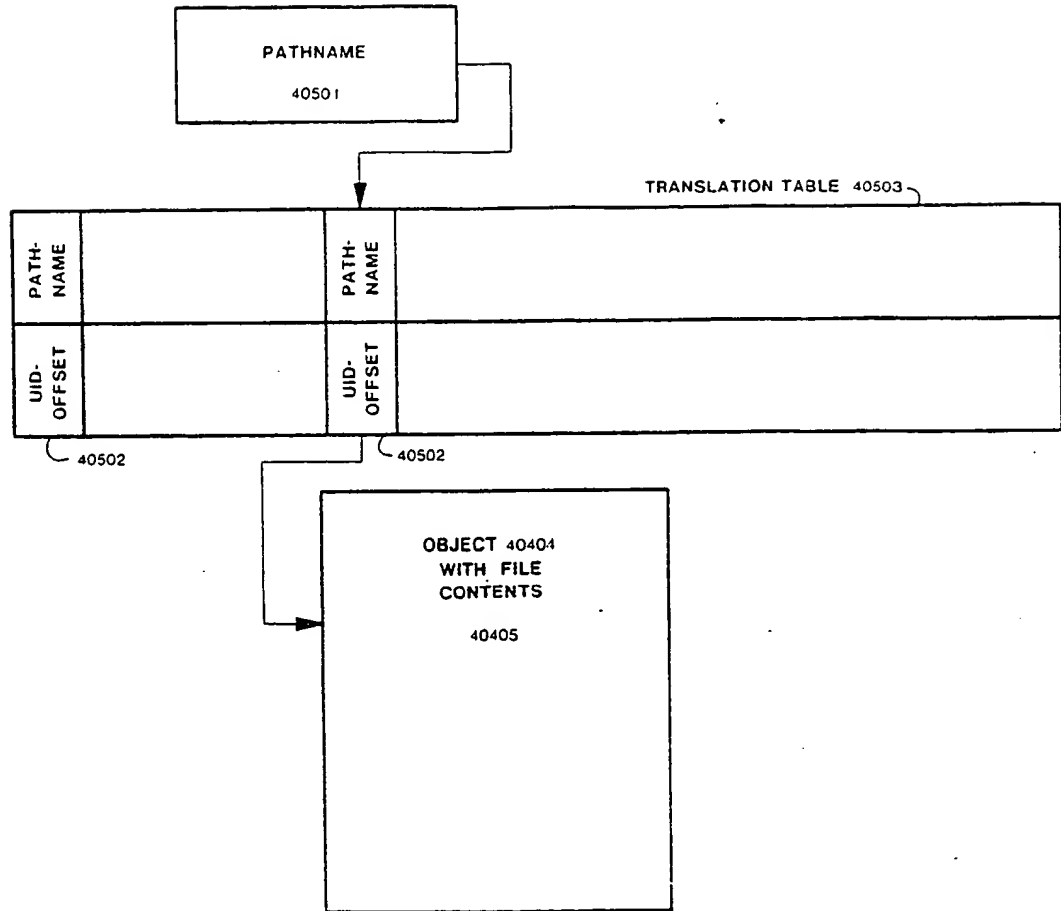 PATHNAME
40501
TRANSLATION TABLE 40503
PATH-
NAME
PATH-
NAME
UID-
OFFSET
UID-
OFFSET
40502
40502
OBJECT 40404
WITH FILE
CONTENTS
40405